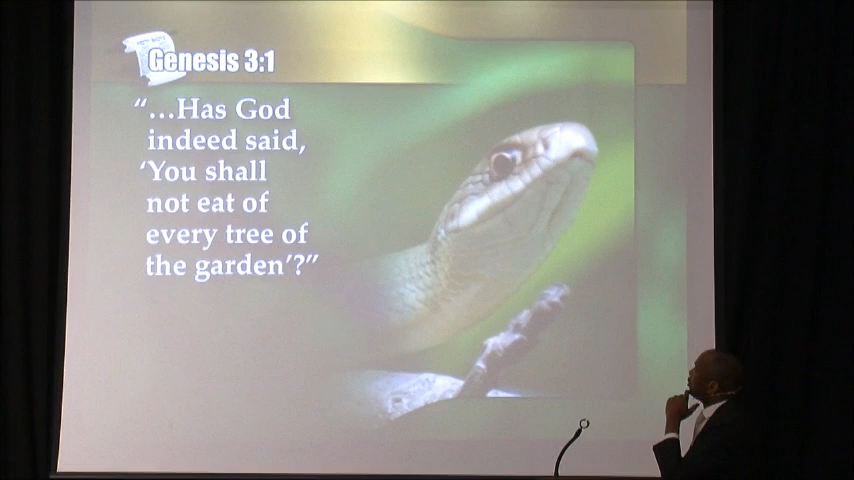 Genesis 3:1
“...Has God
indeed said,
‘You shall
not eat of
every tree of
the garden’?”